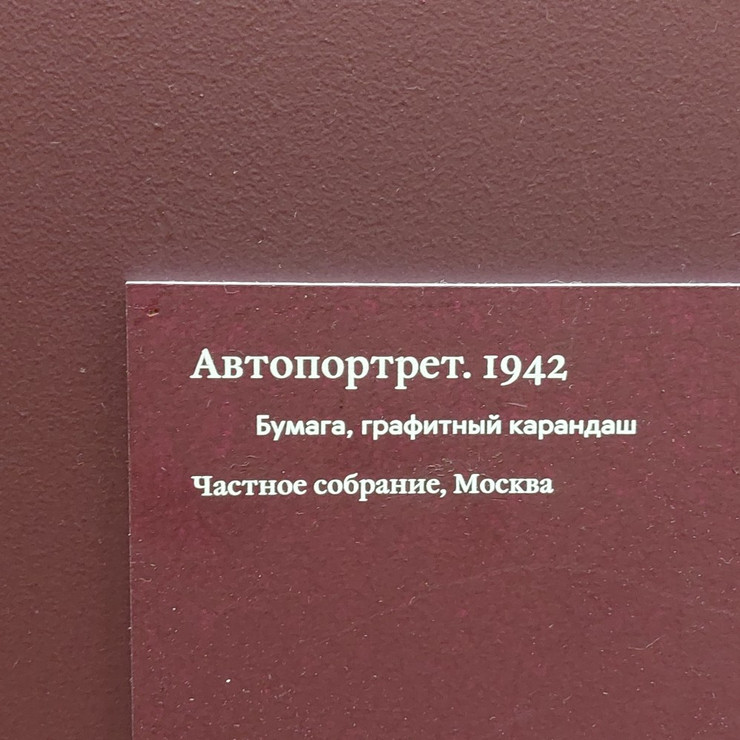 Автопортрет. 1942
Бумага, графитный карандаш
Частное собрание, Москва